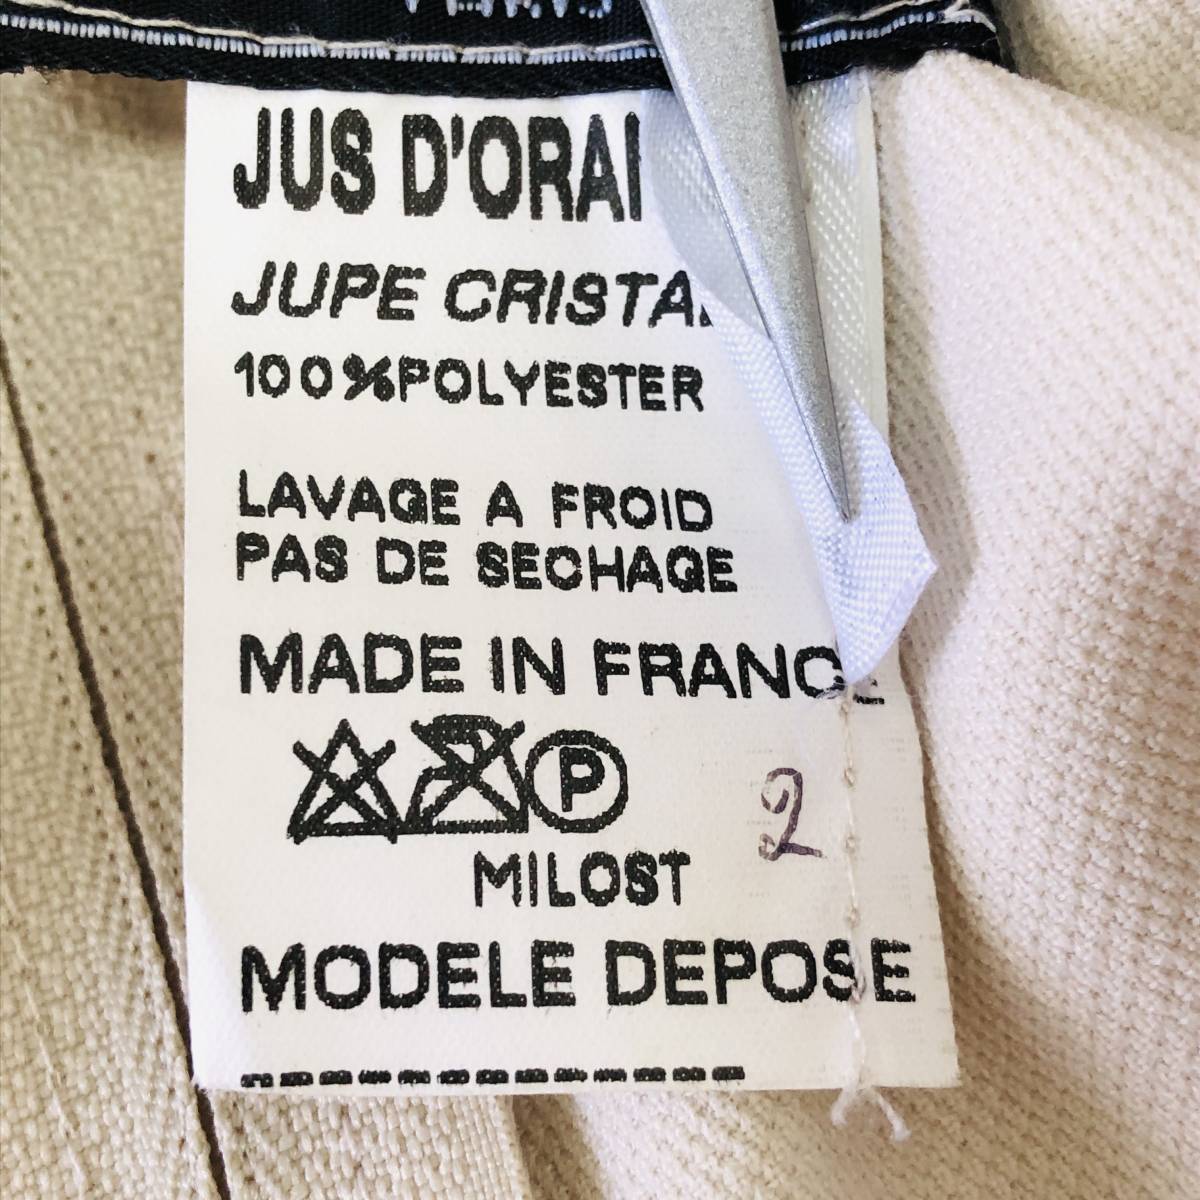 JUS D'ORAI
JUPE CRISTA
100%POLYESTER
LAVAGE A FROID
PAS DE SECHAGE
MADE IN FRANCE
P
2
MILOST
MODELE DEPOSE